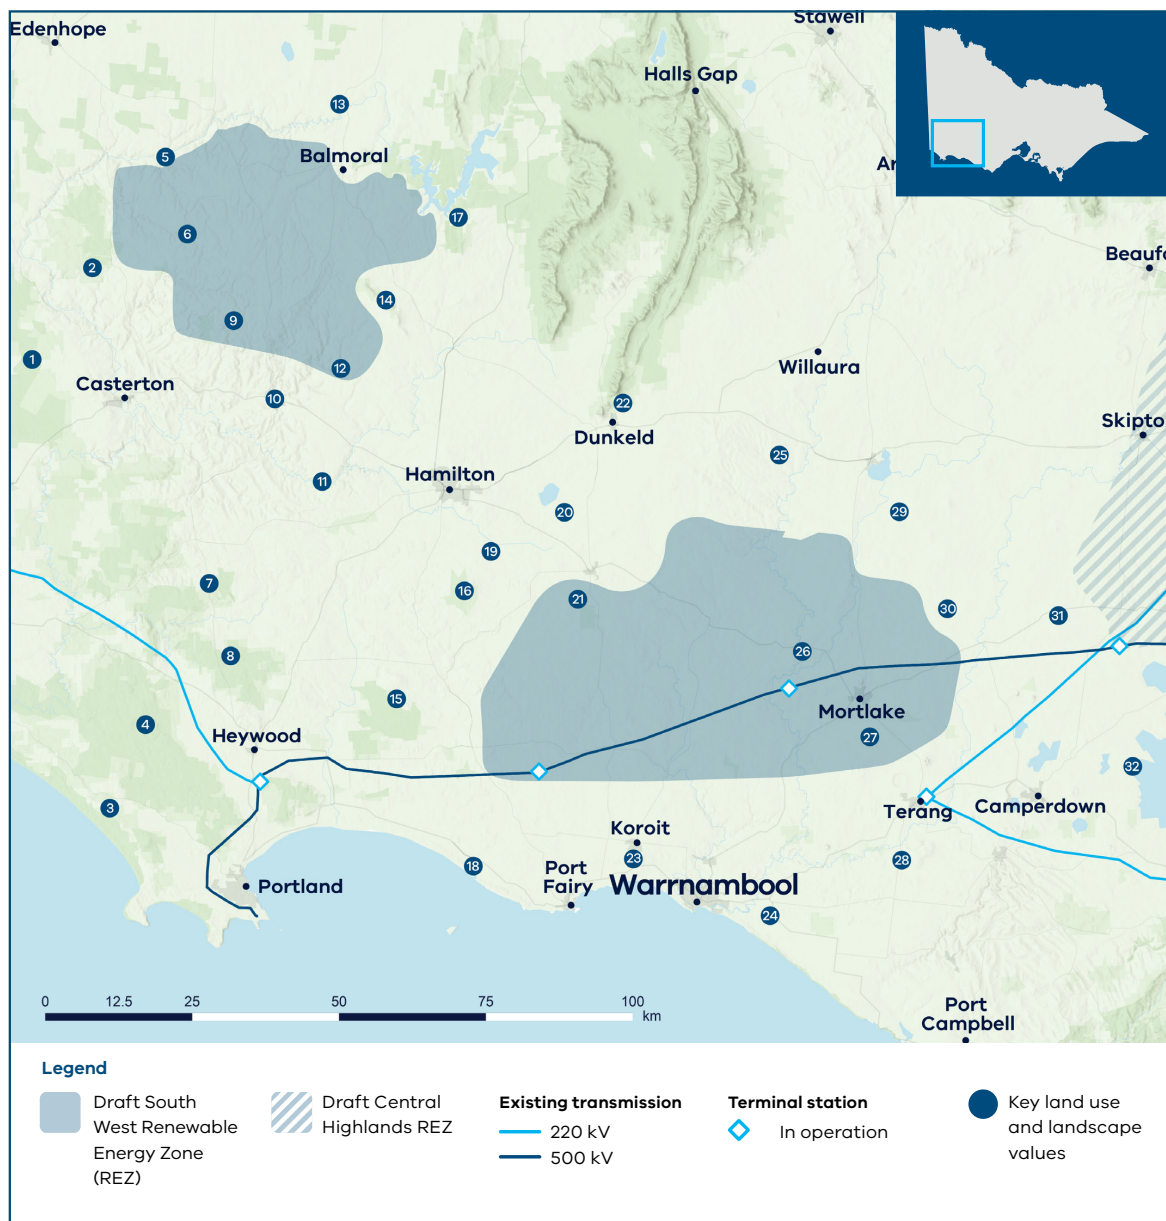 Edenhope
Stawell
Halls Gap
13
5
Balmoral
Ar
17
6
2
Beaufo
14
9
1
12
Willaura
Casterton
10
22
Skipto
Dunkeld
25
Hamilton
11
20
29
19
7
16
21
30
31
8
26
15
4
Mortlake
Heywood
27
32
3
Terang
Camperdown
Koroit
23
28
18
Port
Fairy
Warrnambool
Portland
24
0 12.5 25 50 75 100
km
Port
Campbell
Legend
Draft South
West Renewable
Energy Zone
(REZ)
Draft Central
Highlands REZ
Existing transmission
220 kV
500 kV
Terminal station
In operation
Key land use
and landscape
values